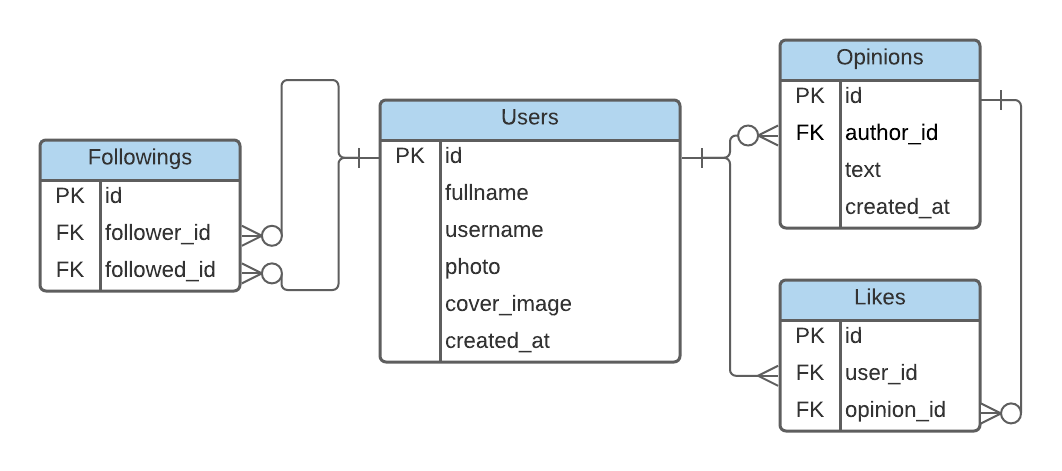 Followings
PK id
FK follower_id
FK followed_id
Users
PK id
fullname
username
photo
cover_image
created_at
Opinions
PK id
FK author_id
text
created_at
Likes
PK id
FK user_id
FK opinion_id